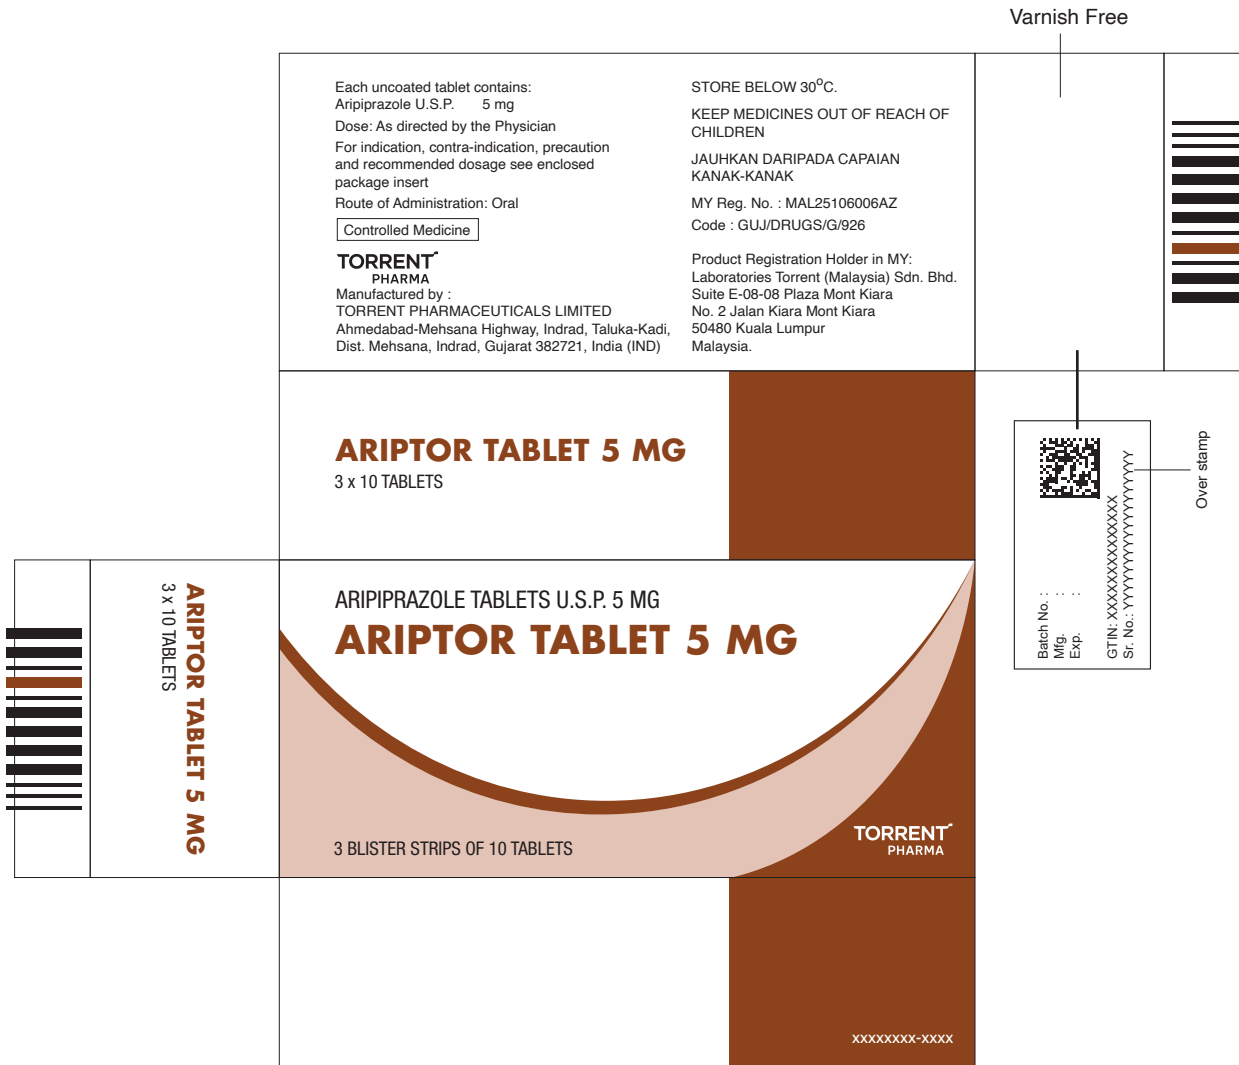 Varnish Free
Each uncoated tablet contains:
Aripiprazole U.S.P. 5 mg
Dose: As directed by the Physician
For indication, contra-indication, precaution
and recommended dosage see enclosed
package insert
Route of Administration: Oral
Controlled Medicine
TORRENT™
PHARMA
Manufactured by :
TORRENT PHARMACEUTICALS LIMITED
Ahmedabad-Mehsana Highway, Indrad, Taluka-Kadi,
Dist. Mehsana, Indrad, Gujarat 382721, India (IND)
STORE BELOW 30°C.
KEEP MEDICINES OUT OF REACH OF
CHILDREN
JAUHKAN DARIPADA CAPAIAN
KANAK-KANAK
MY Reg. No. : MAL25106006AZ
Code : GUJ/DRUGS/G/926
Product Registration Holder in MY:
Laboratories Torrent (Malaysia) Sdn. Bhd.
Suite E-08-08 Plaza Mont Kiara
No. 2 Jalan Kiara Mont Kiara
50480 Kuala Lumpur
Malaysia.
ARIPTOR TABLET 5 MG
3 x 10 TABLETS
Batch No. :
Mfg. :
Exp. :
GTIN: XXXXXXXXXXXXXX
Sr. No.: YYYYYYYYYYYYYYYYYYYY
Over stamp
ARIPTOR TABLET 5 MG
3 x 10 TABLETS
ARIPIPRAZOLE TABLETS U.S.P. 5 MG
ARIPTOR TABLET 5 MG
3 BLISTER STRIPS OF 10 TABLETS
TORRENT™
PHARMA
xxxxxxxx-xxxx